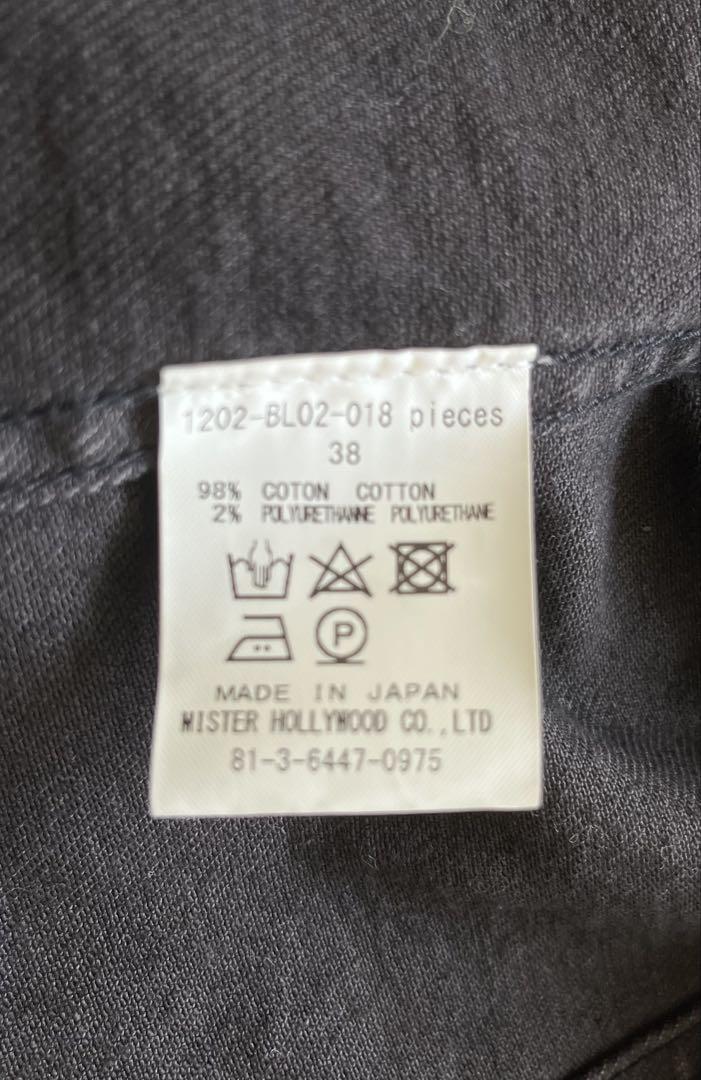 1202-BL02-018 pieces
38
98% COTON COTTON
2% POLYURETHANNE POLYURETHANE
P
MADE IN JAPAN
MISTER HOLLYWOOD CO.,LTD
81-3-6447-0975